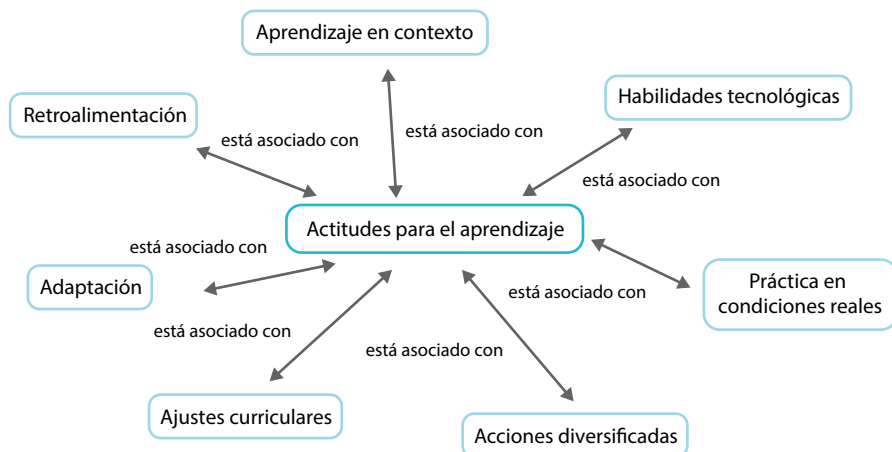 Aprendizaje en contexto
Habilidades tecnológicas
Retroalimentación
está asociado con
está asociado con
está asociado con
Actitudes para el aprendizaje
está asociado con
Adaptación
Práctica en
condiciones reales
está asociado con
está asociado con
está asociado con
Ajustes curriculares
Acciones diversificadas